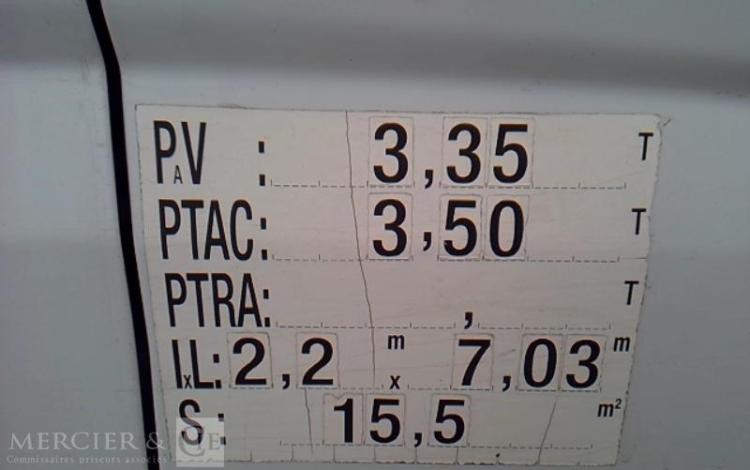 PAV : 3,35 T
PTAC: 3,50 T
PTRA: , T
lxL: 2,2 m x 7,03 m
S: 15,5 m²
MERCIER & CIE
Commissaires priseurs associés